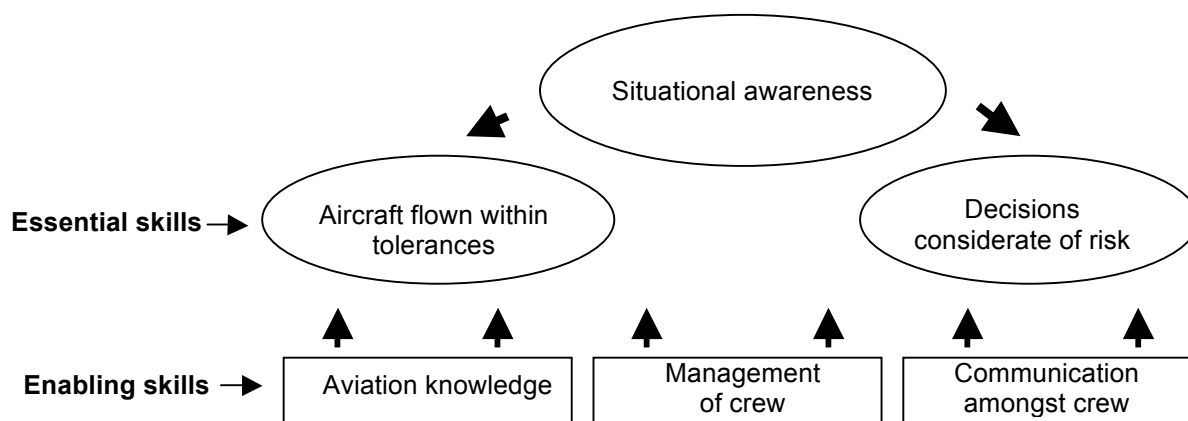 Situational awareness
Essential skills
Aircraft flown within
tolerances
Decisions
considerate of risk
Enabling skills
Aviation knowledge
Management
of crew
Communication
amongst crew